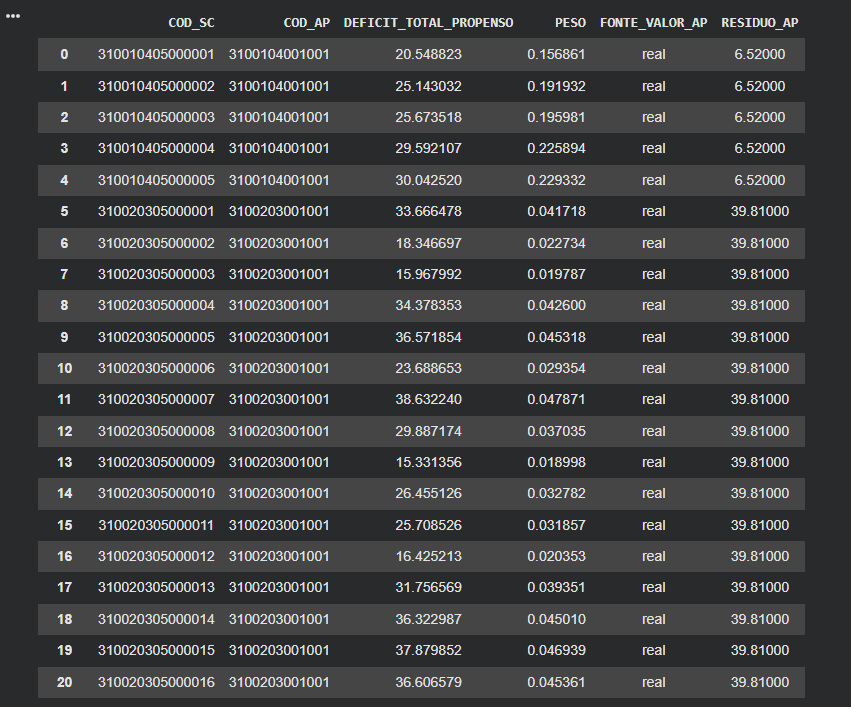 COD_SC COD_AP DEFICIT_TOTAL_PROPENSO PESO FONTE_VALOR_AP RESIDUO_AP
0 310010405000001 3100104001001 20.548823 0.156861 real 6.52000
1 310010405000002 3100104001001 25.143032 0.191932 real 6.52000
2 310010405000003 3100104001001 25.673518 0.195981 real 6.52000
3 310010405000004 3100104001001 29.592107 0.225894 real 6.52000
4 310010405000005 3100104001001 30.042520 0.229332 real 6.52000
5 310020305000001 3100203001001 33.666478 0.041718 real 39.81000
6 310020305000002 3100203001001 18.346697 0.022734 real 39.81000
7 310020305000003 3100203001001 15.967992 0.019787 real 39.81000
8 310020305000004 3100203001001 34.378353 0.042600 real 39.81000
9 310020305000005 3100203001001 36.571854 0.045318 real 39.81000
10 310020305000006 3100203001001 23.688653 0.029354 real 39.81000
11 310020305000007 3100203001001 38.632240 0.047871 real 39.81000
12 310020305000008 3100203001001 29.887174 0.037035 real 39.81000
13 310020305000009 3100203001001 15.331356 0.018998 real 39.81000
14 310020305000010 3100203001001 26.455126 0.032782 real 39.81000
15 310020305000011 3100203001001 25.708526 0.031857 real 39.81000
16 310020305000012 3100203001001 16.425213 0.020353 real 39.81000
17 310020305000013 3100203001001 31.756569 0.039351 real 39.81000
18 310020305000014 3100203001001 36.322987 0.045010 real 39.81000
19 310020305000015 3100203001001 37.879852 0.046939 real 39.81000
20 310020305000016 3100203001001 36.606579 0.045361 real 39.81000